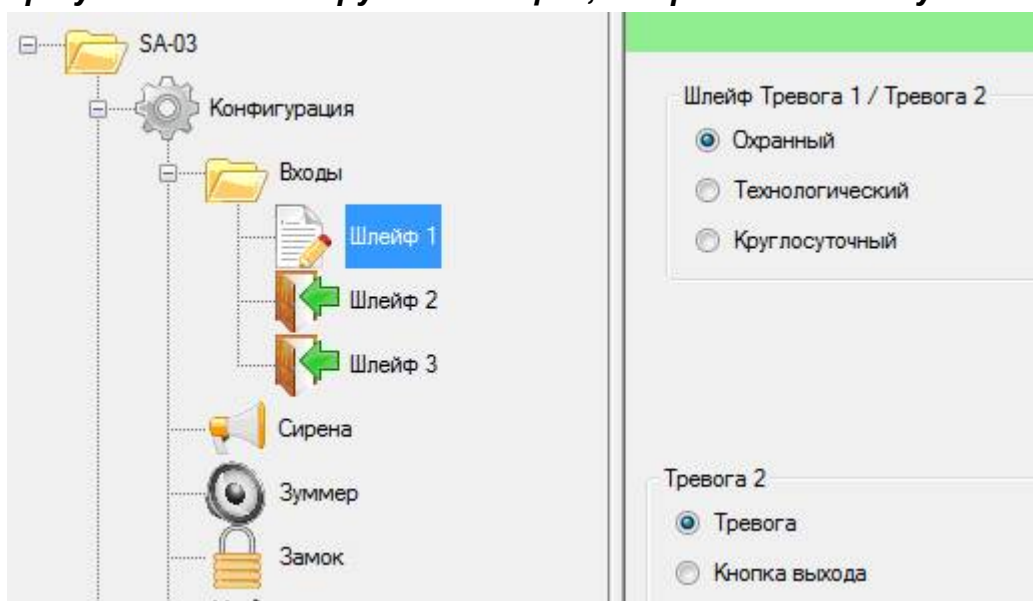 SA-03
Конфигурация
Входы
Шлейф 1
Шлейф 2
Шлейф 3
Сирена
Зуммер
Замок
Шлейф Тревога 1 / Тревога 2
Охранный
Технологический
Круглосуточный
Тревога 2
Тревога
Кнопка выхода